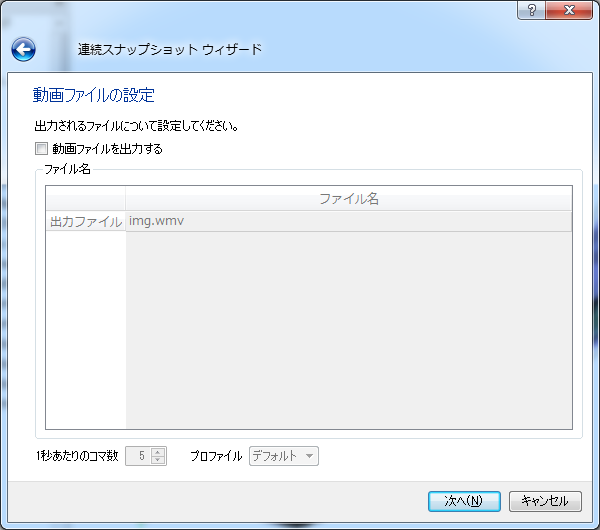 ?
連続スナップショット ウィザード
動画ファイルの設定
出力されるファイルについて設定してください。
動画ファイルを出力する
ファイル名
ファイル名
出力ファイル img.wmv
1秒あたりのコマ数 5 プロファイル デフォルト
次へ(N) キャンセル